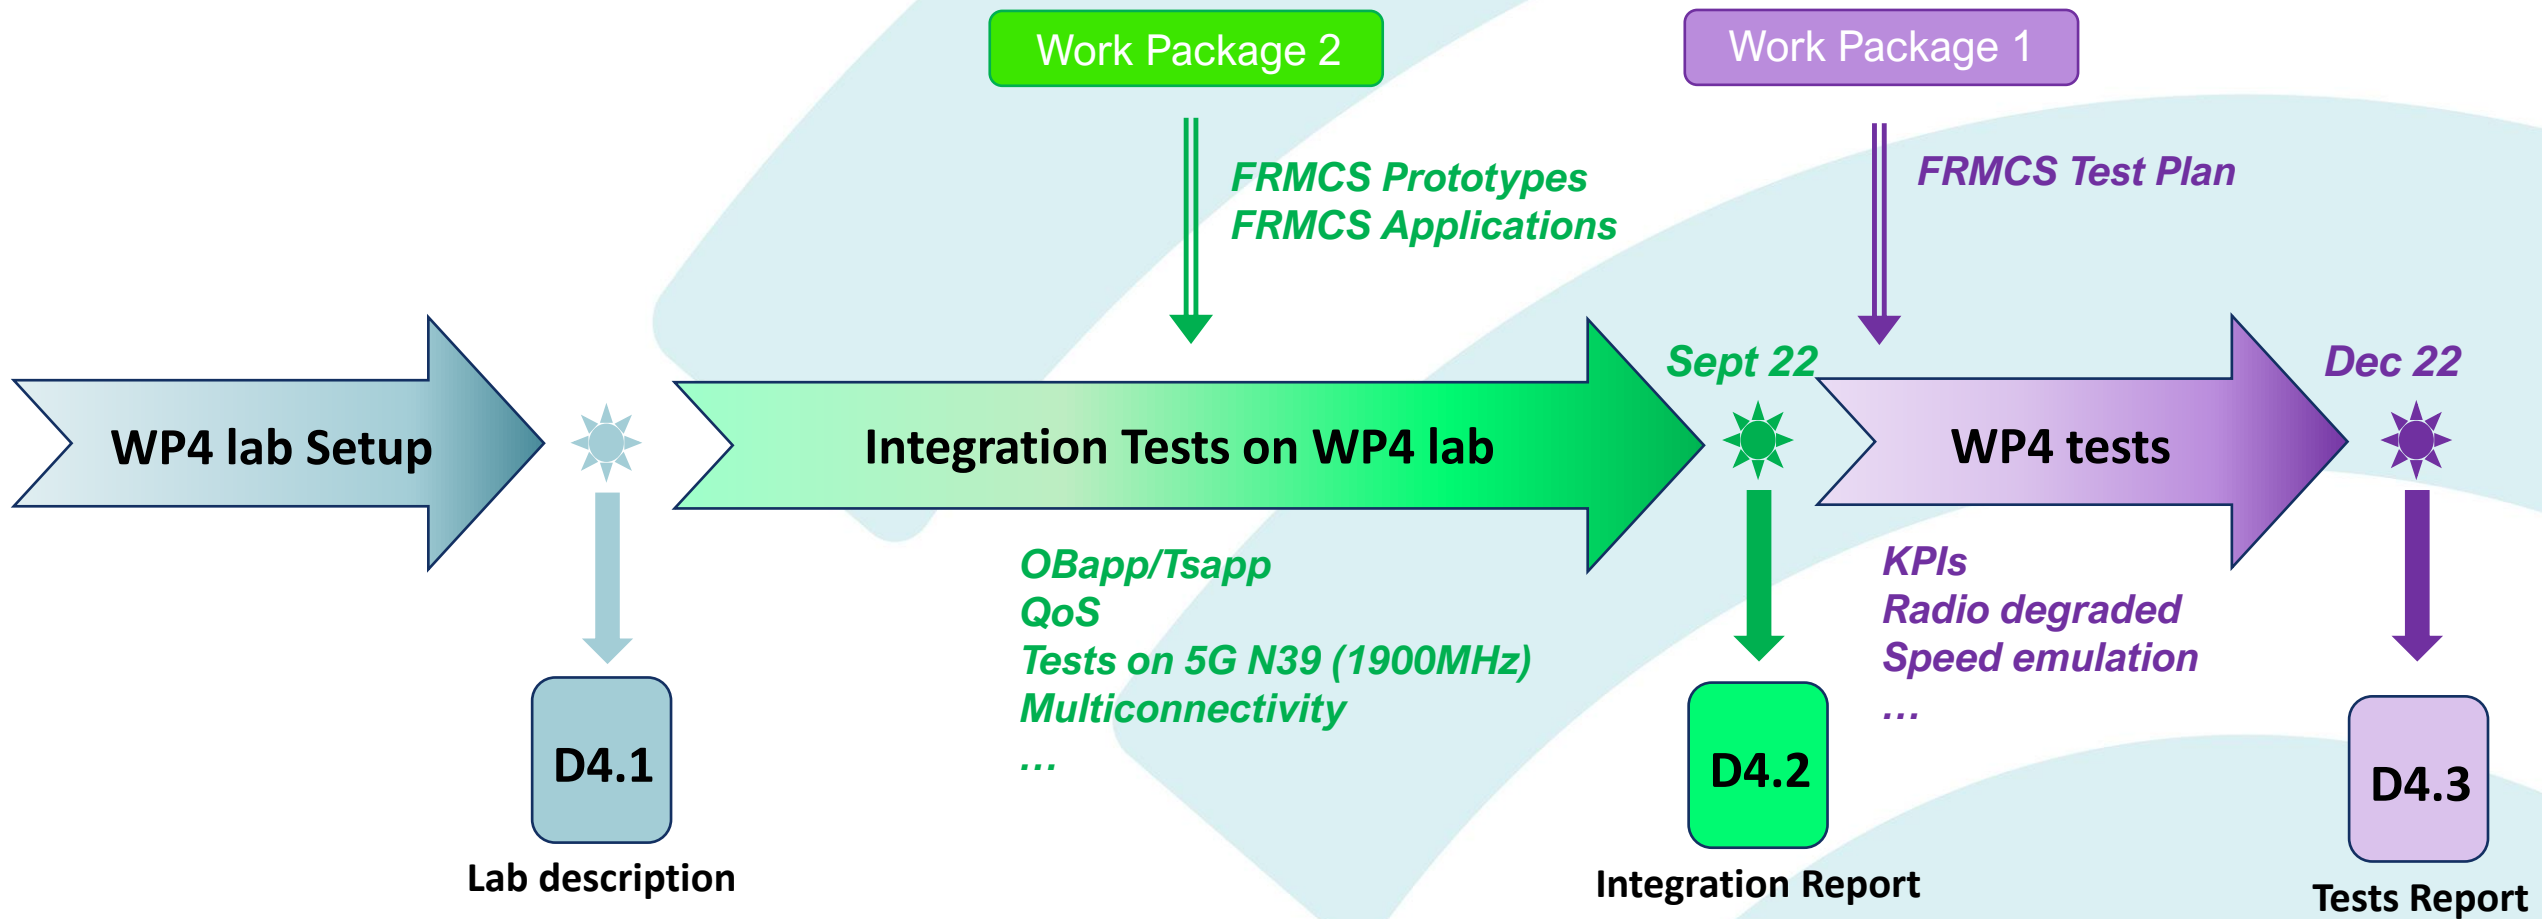 Work Package 2
Work Package 1
FRMCS Prototypes
FRMCS Applications
FRMCS Test Plan
Sept 22
Dec 22
WP4 lab Setup
Integration Tests on WP4 lab
WP4 tests
OBapp/Tsapp
QoS
Tests on 5G N39 (1900MHz)
Multiconnectivity
...
KPIs
Radio degraded
Speed emulation
...
D4.1
D4.2
D4.3
Lab description
Integration Report
Tests Report